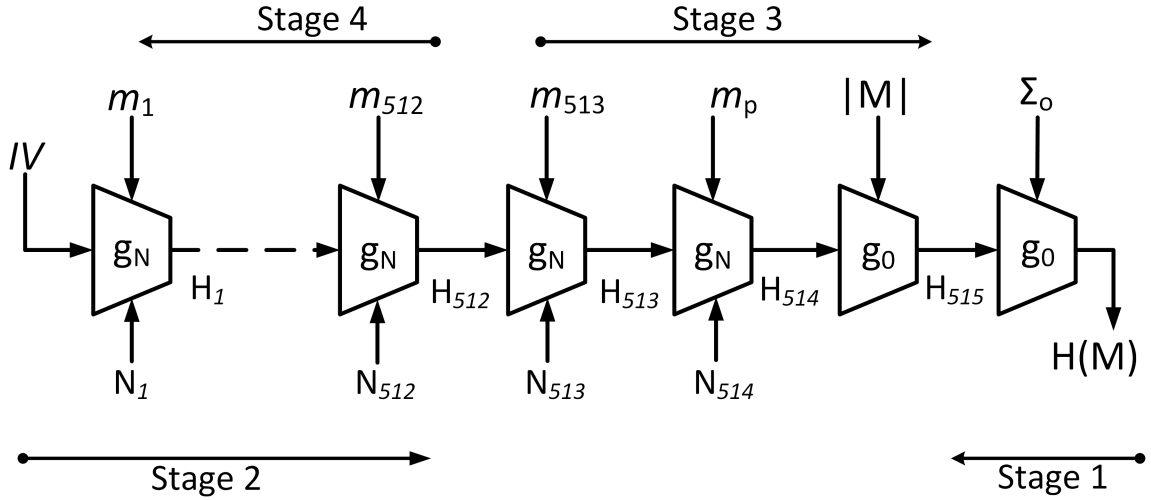 Stage 4
Stage 3
m1
m512
m513
mp
|M|
Σo
IV
gN
gN
gN
gN
g0
g0
H1
H512
H513
H514
H515
H(M)
N1
N512
N513
N514
Stage 2
Stage 1